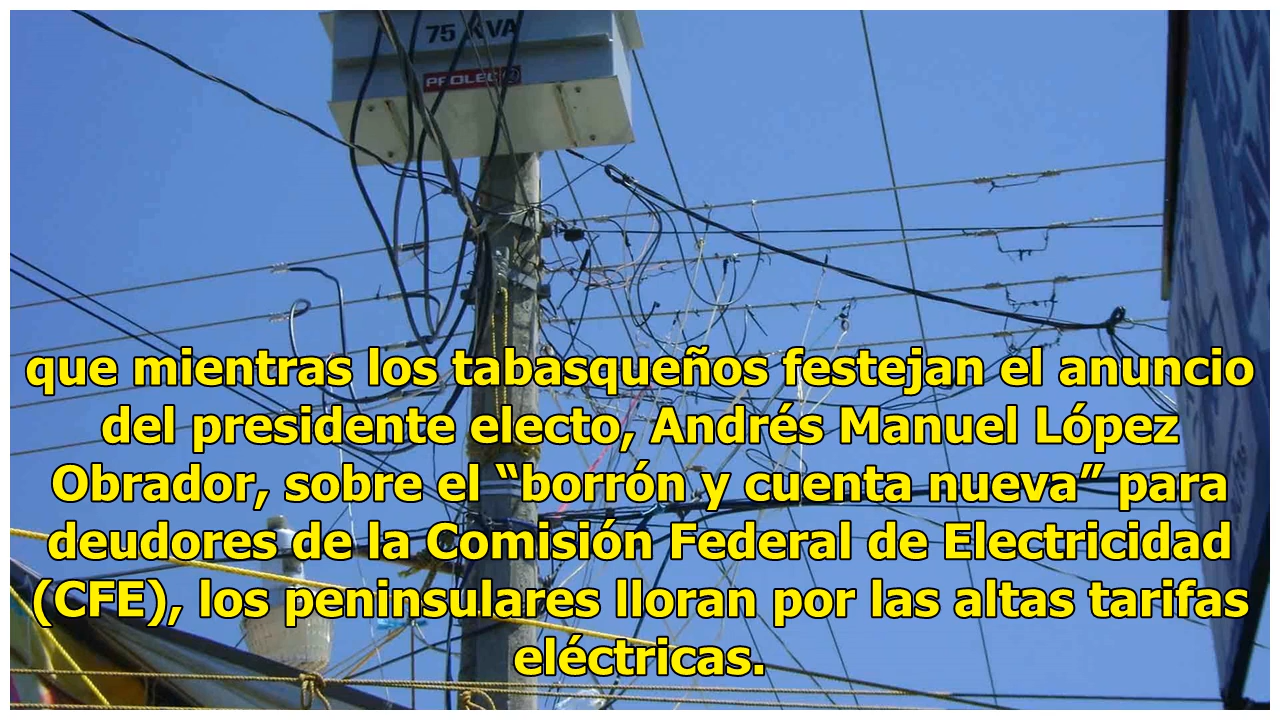 75 KVA
PROLEC
que mientras los tabasqueños festejan el anuncio
del presidente electo, Andrés Manuel López
Obrador, sobre el “borrón y cuenta nueva” para
deudores de la Comisión Federal de Electricidad
(CFE), los peninsulares lloran por las altas tarifas
eléctricas.